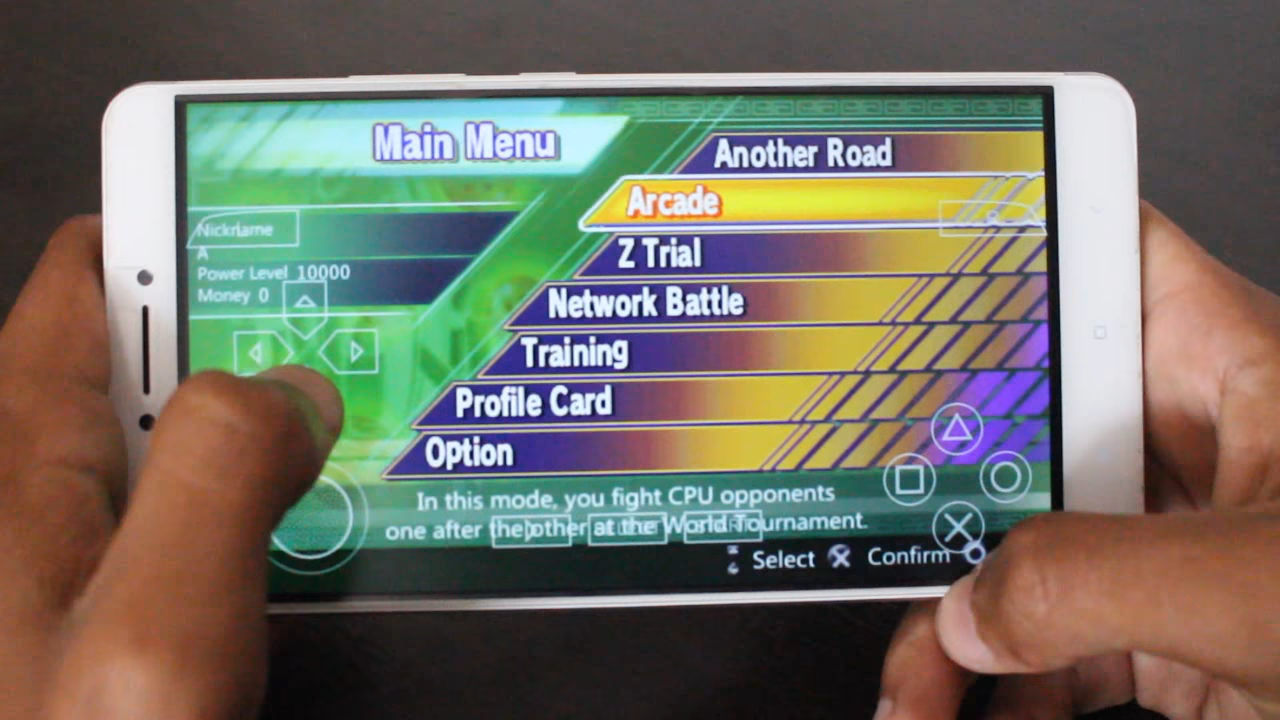 Main Menu
Another Road
Arcade
Nickname
A
Z Trial
Power Level 10000
Money 0
Network Battle
Training
Profile Card
Option
In this mode, you fight CPU opponents
one after the other at the World Tournament.
Select Confirm